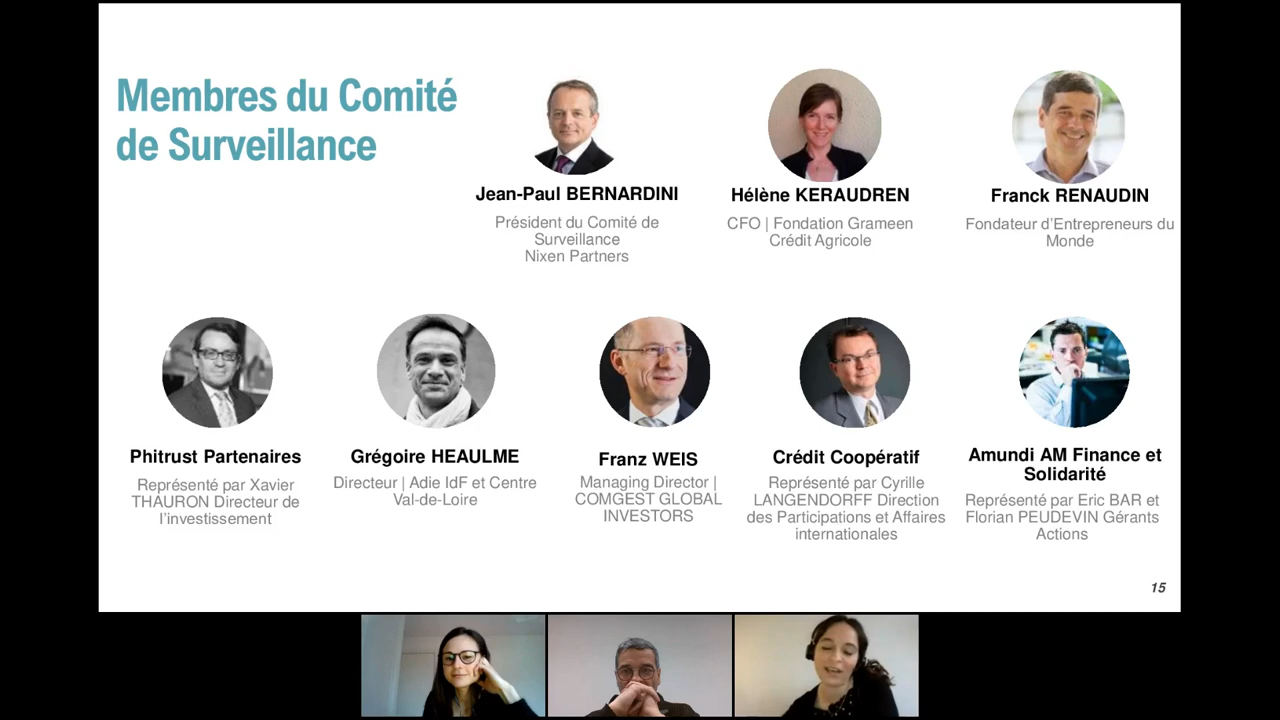 Membres du Comité
de Surveillance
Jean-Paul BERNARDINI
Président du Comité de
Surveillance
Nixen Partners
Hélène KERAUDREN
CFO | Fondation Grameen
Crédit Agricole
Franck RENAUDIN
Fondateur d'Entrepreneurs du
Monde
Phitrust Partenaires
Représenté par Xavier
THAURON Directeur de
l'investissement
Grégoire HEAULME
Directeur | Adie IdF et Centre
Val-de-Loire
Franz WEIS
Managing Director |
COMGEST GLOBAL
INVESTORS
Crédit Coopératif
Représenté par Cyrille
LANGENDORFF Direction
des Participations et Affaires
internationales
Amundi AM Finance et
Solidarité
Représenté par Eric BAR et
Florian PEUDEVIN Gérants
Actions
15